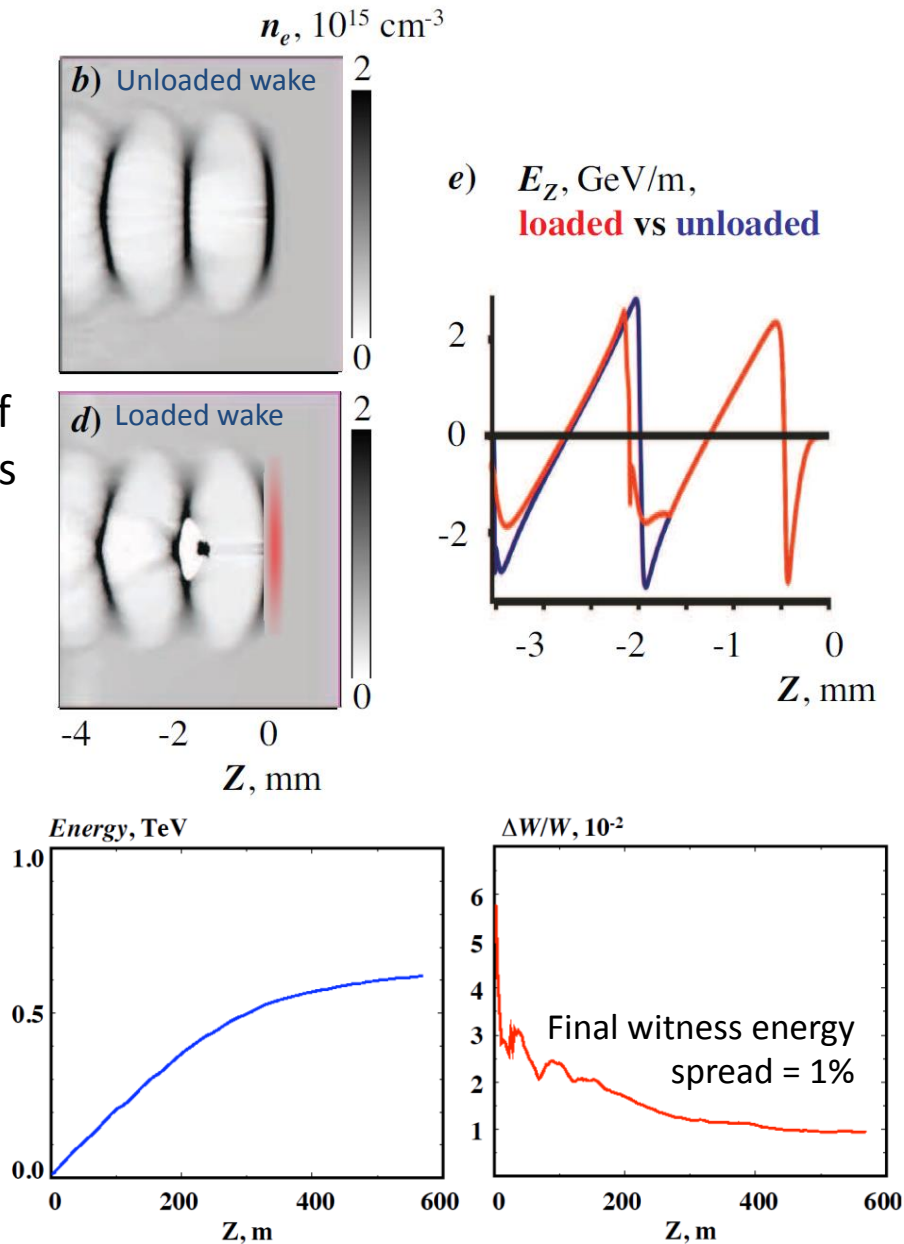 nₑ, 10¹⁵ cm⁻³
b) Unloaded wake
2
0
e) E_Z, GeV/m,
loaded vs unloaded
2
0
-2
-3 -2 -1 0
Z, mm
f
s
d) Loaded wake
2
0
-4 -2 0
Z, mm
Energy, TeV
1.0
0.5
0.0
0 200 400 600
Z, m
ΔW/W, 10⁻²
6
5
4
3
2
1
Final witness energy
spread = 1%
0 200 400 600
Z, m